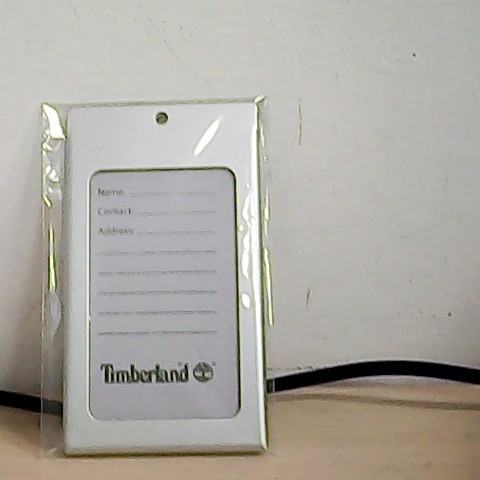 Name:
Contact:
Address:
Timberland